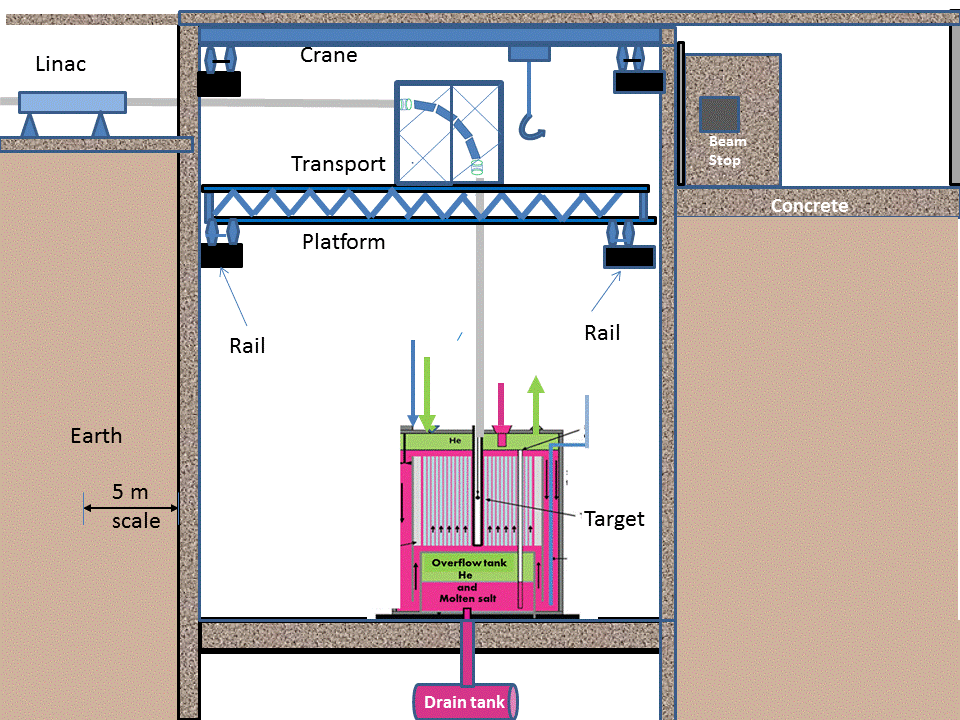 Crane
Linac
Beam
Stop
Transport
Concrete
Platform
Rail
Rail
Earth
He
5 m
scale
Target
Overflow tank
He
and
Molten salt
Drain tank